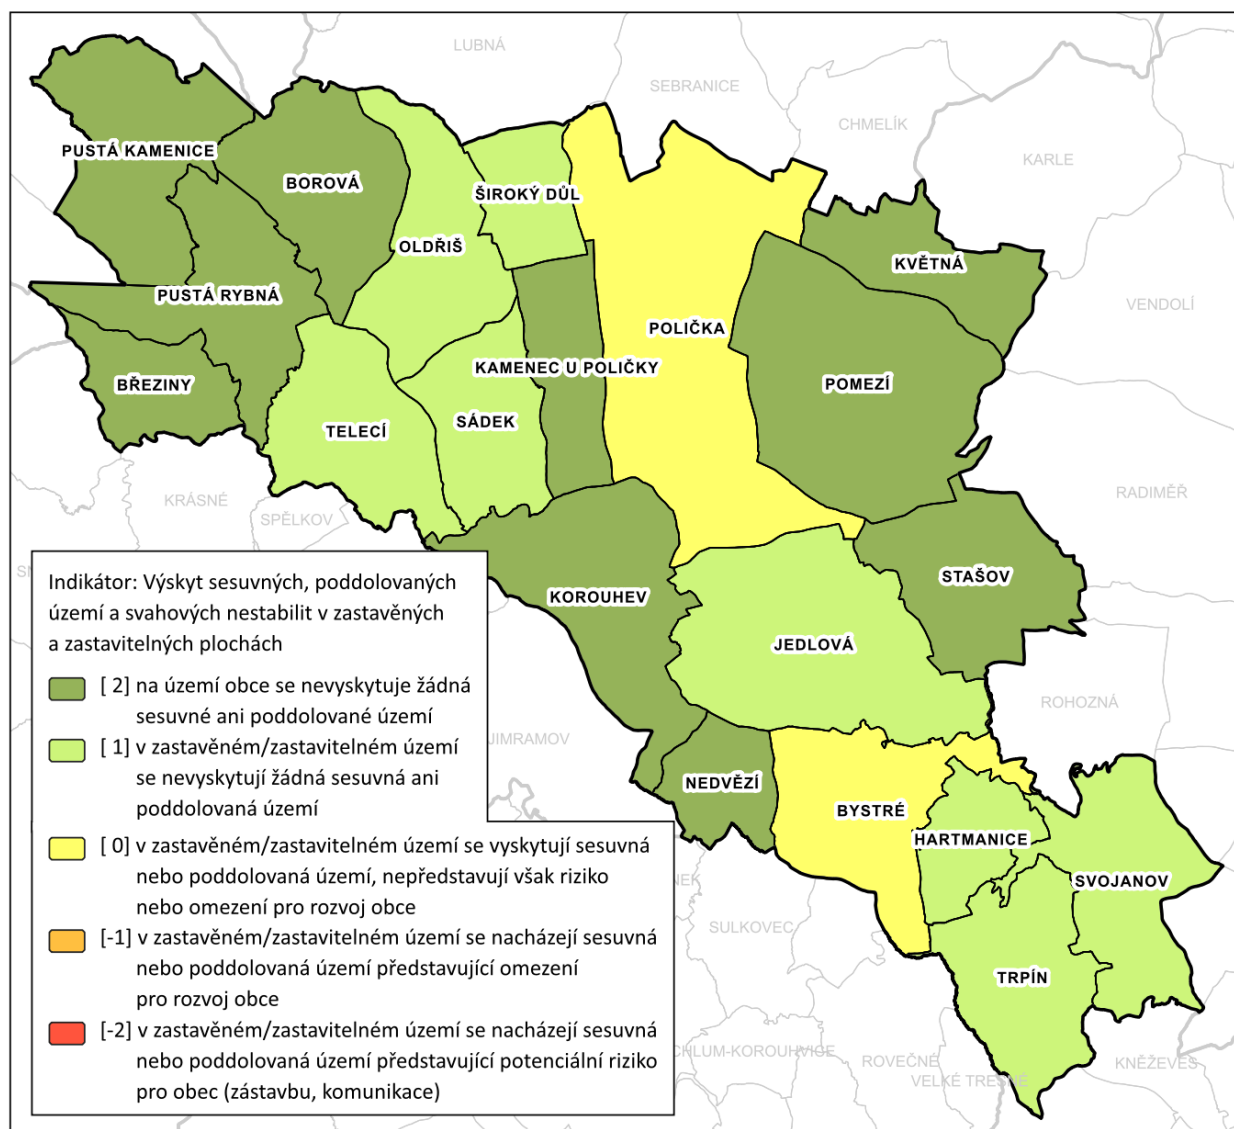 LUBNÁ
SEBRANICE
CHMELÍK
KARLE
PUSTÁ KAMENICE
BOROVÁ
ŠIROKÝ DŮL
OLDŘIŠ
KVĚTNÁ
PUSTÁ RYBNÁ
VENDOLÍ
POLIČKA
KAMENEC U POLIČKY
BŘEZINY
POMEZÍ
SÁDEK
TELECÍ
KRÁSNÉ
RADIMĚŘ
SPĚLKOV
STAŠOV
KOROUHEV
JEDLOVÁ
ROHOZNÁ
JIMRAMOV
NEDVĚZÍ
BYSTRÉ
HARTMANICE
SVOJANOV
SULKOVEC
TRPÍN
CHLUM-KOROUHVICE
ROVEČNÉ
KNĚŽEVES
VELKÉ TRESNÉ
Indikátor: Výskyt sesuvných, poddolovaných
území a svahových nestabilit v zastavěných
a zastavitelných plochách
[ 2] na území obce se nevyskytuje žádná
sesuvné ani poddolované území
[ 1] v zastavěném/zastavitelném území
se nevyskytují žádná sesuvná ani
poddolovaná území
[ 0] v zastavěném/zastavitelném území se vyskytují sesuvná
nebo poddolovaná území, nepředstavují však riziko
nebo omezení pro rozvoj obce
[-1] v zastavěném/zastavitelném území se nacházejí sesuvná
nebo poddolovaná území představující omezení
pro rozvoj obce
[-2] v zastavěném/zastavitelném území se nacházejí sesuvná
nebo poddolovaná území představující potenciální riziko
pro obec (zástavbu, komunikace)